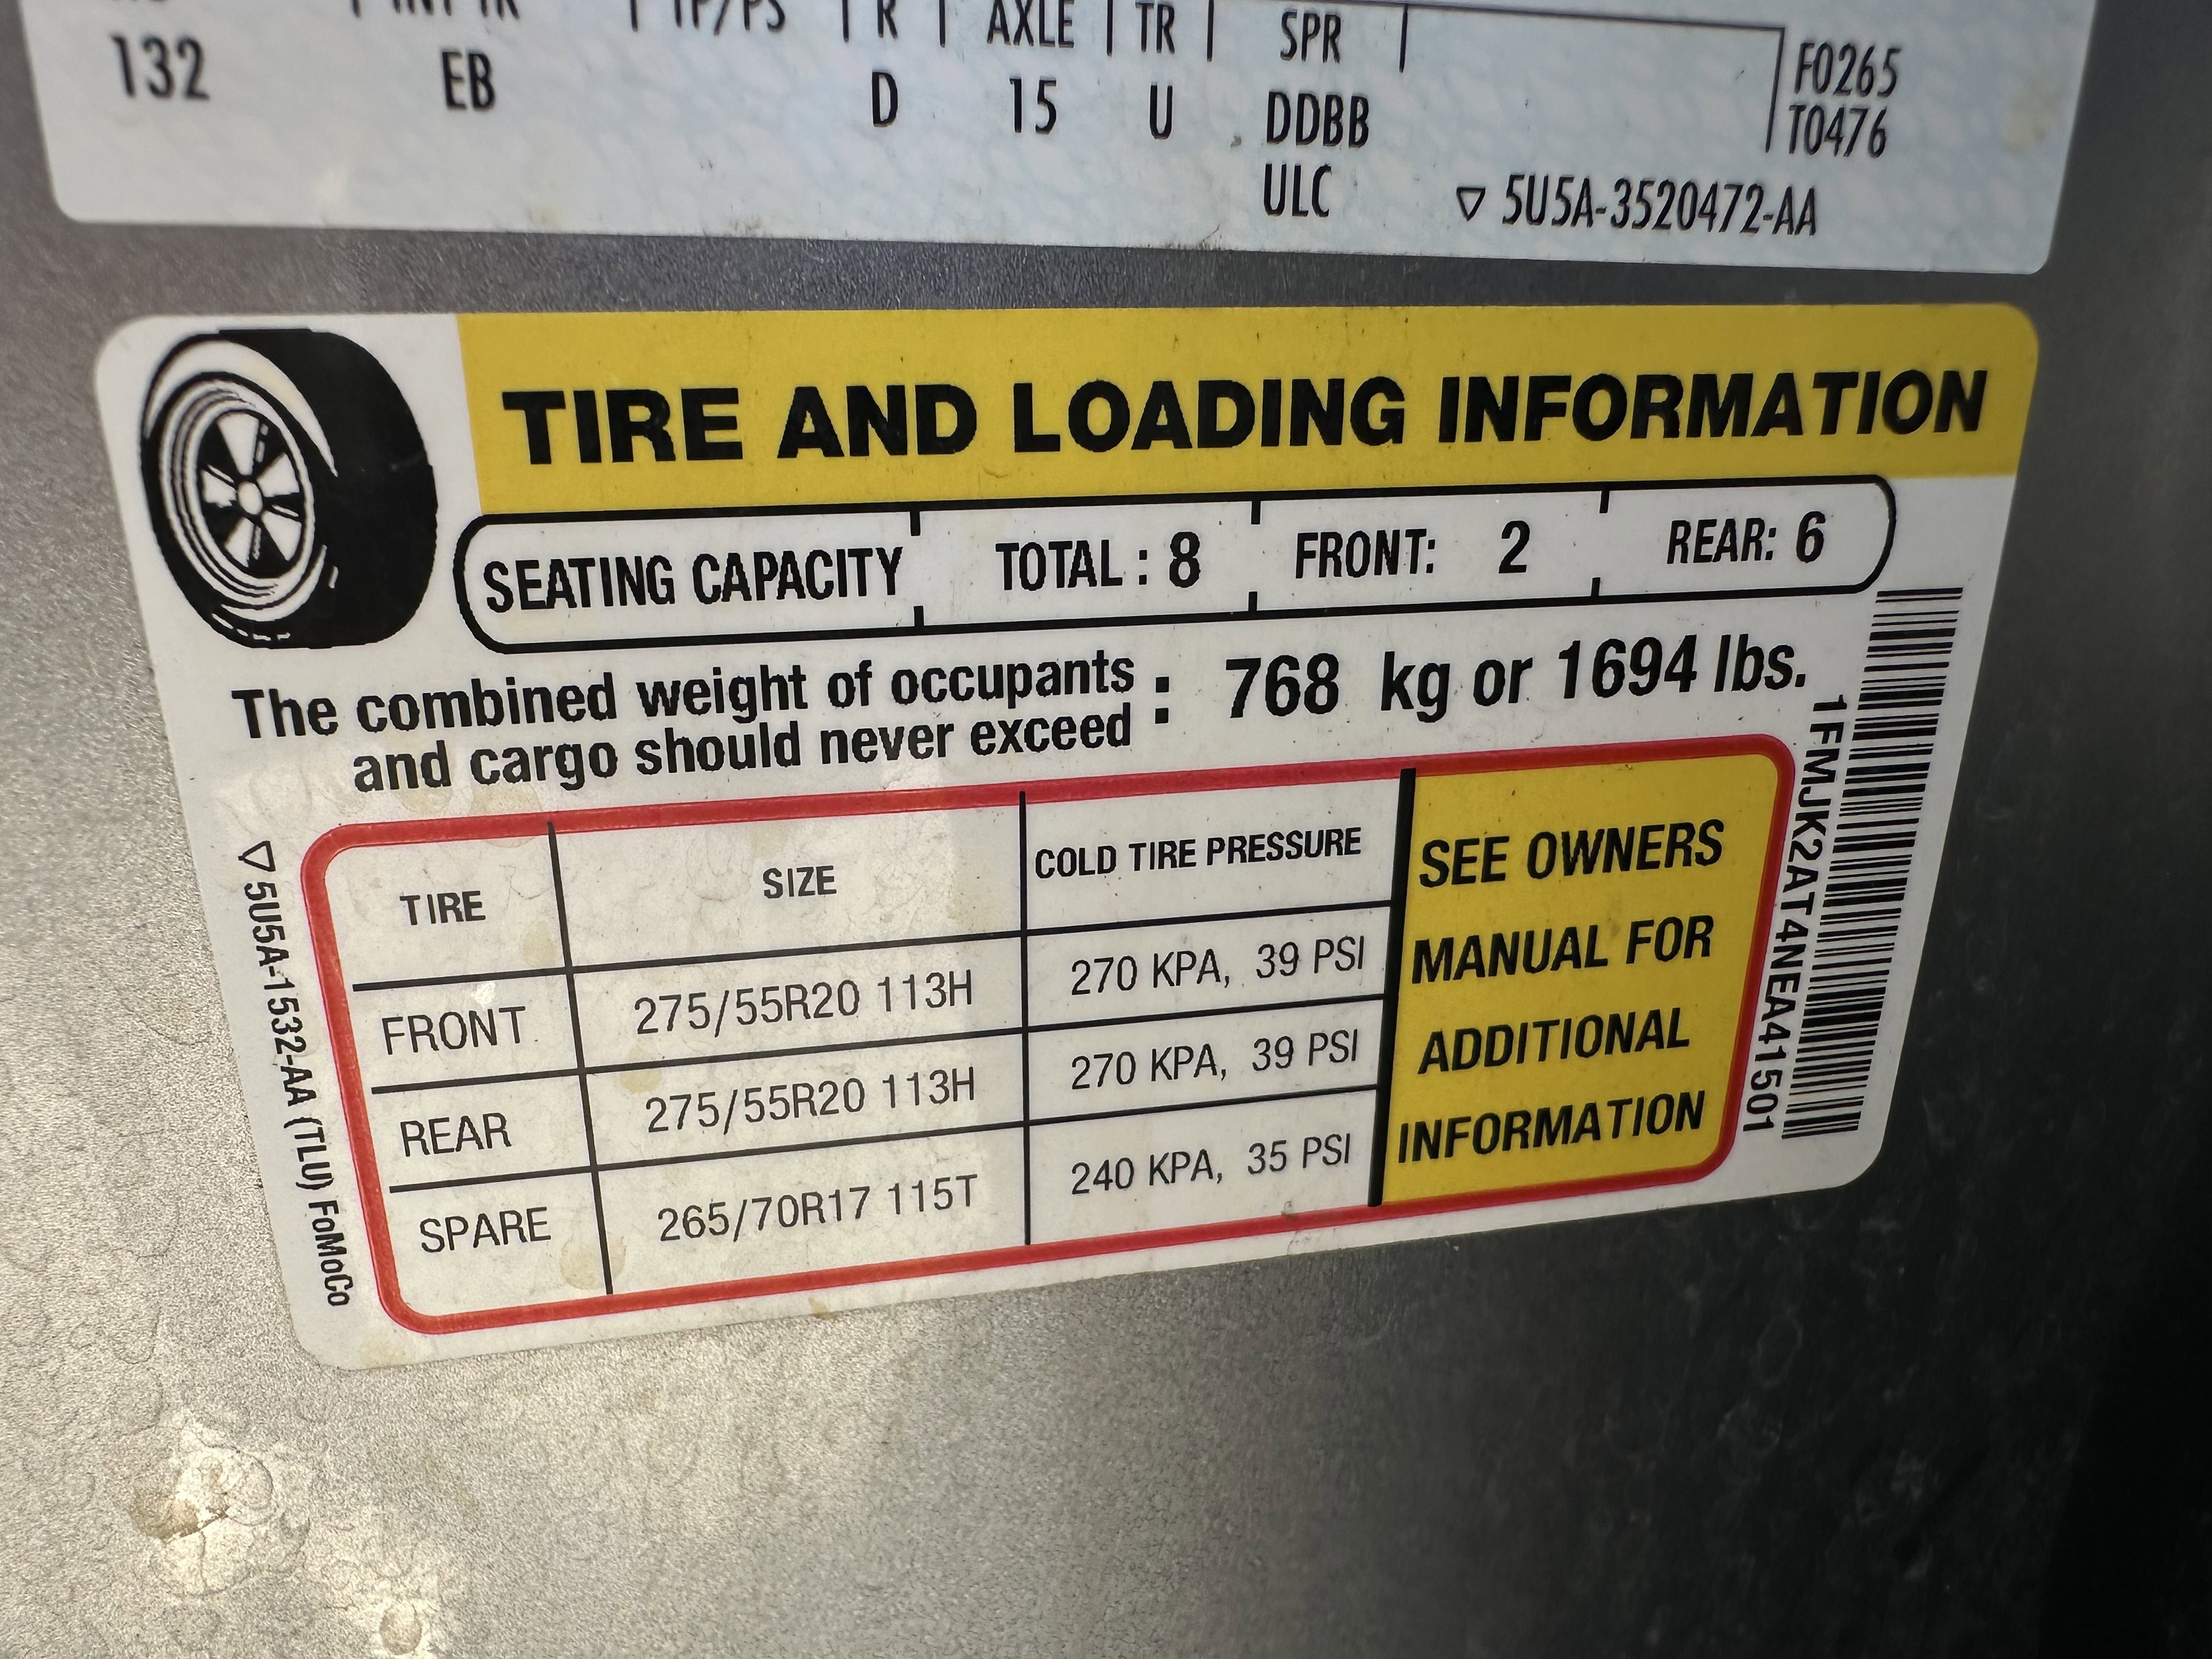 R AXLE TR SPR
132 EB D 15 U DDBB
ULC
F0265
T0476
▽ 5U5A-3520472-AA
TIRE AND LOADING INFORMATION
SEATING CAPACITY TOTAL : 8 FRONT: 2 REAR: 6
The combined weight of occupants
and cargo should never exceed : 768 kg or 1694 lbs.
TIRE SIZE COLD TIRE PRESSURE
FRONT 275/55R20 113H 270 KPA, 39 PSI
REAR 275/55R20 113H 270 KPA, 39 PSI
SPARE 265/70R17 115T 240 KPA, 35 PSI
SEE OWNERS
MANUAL FOR
ADDITIONAL
INFORMATION
1FMJK2AT4NEA41501
▽ 5U5A-1532-AA (TLU) FoMoCo